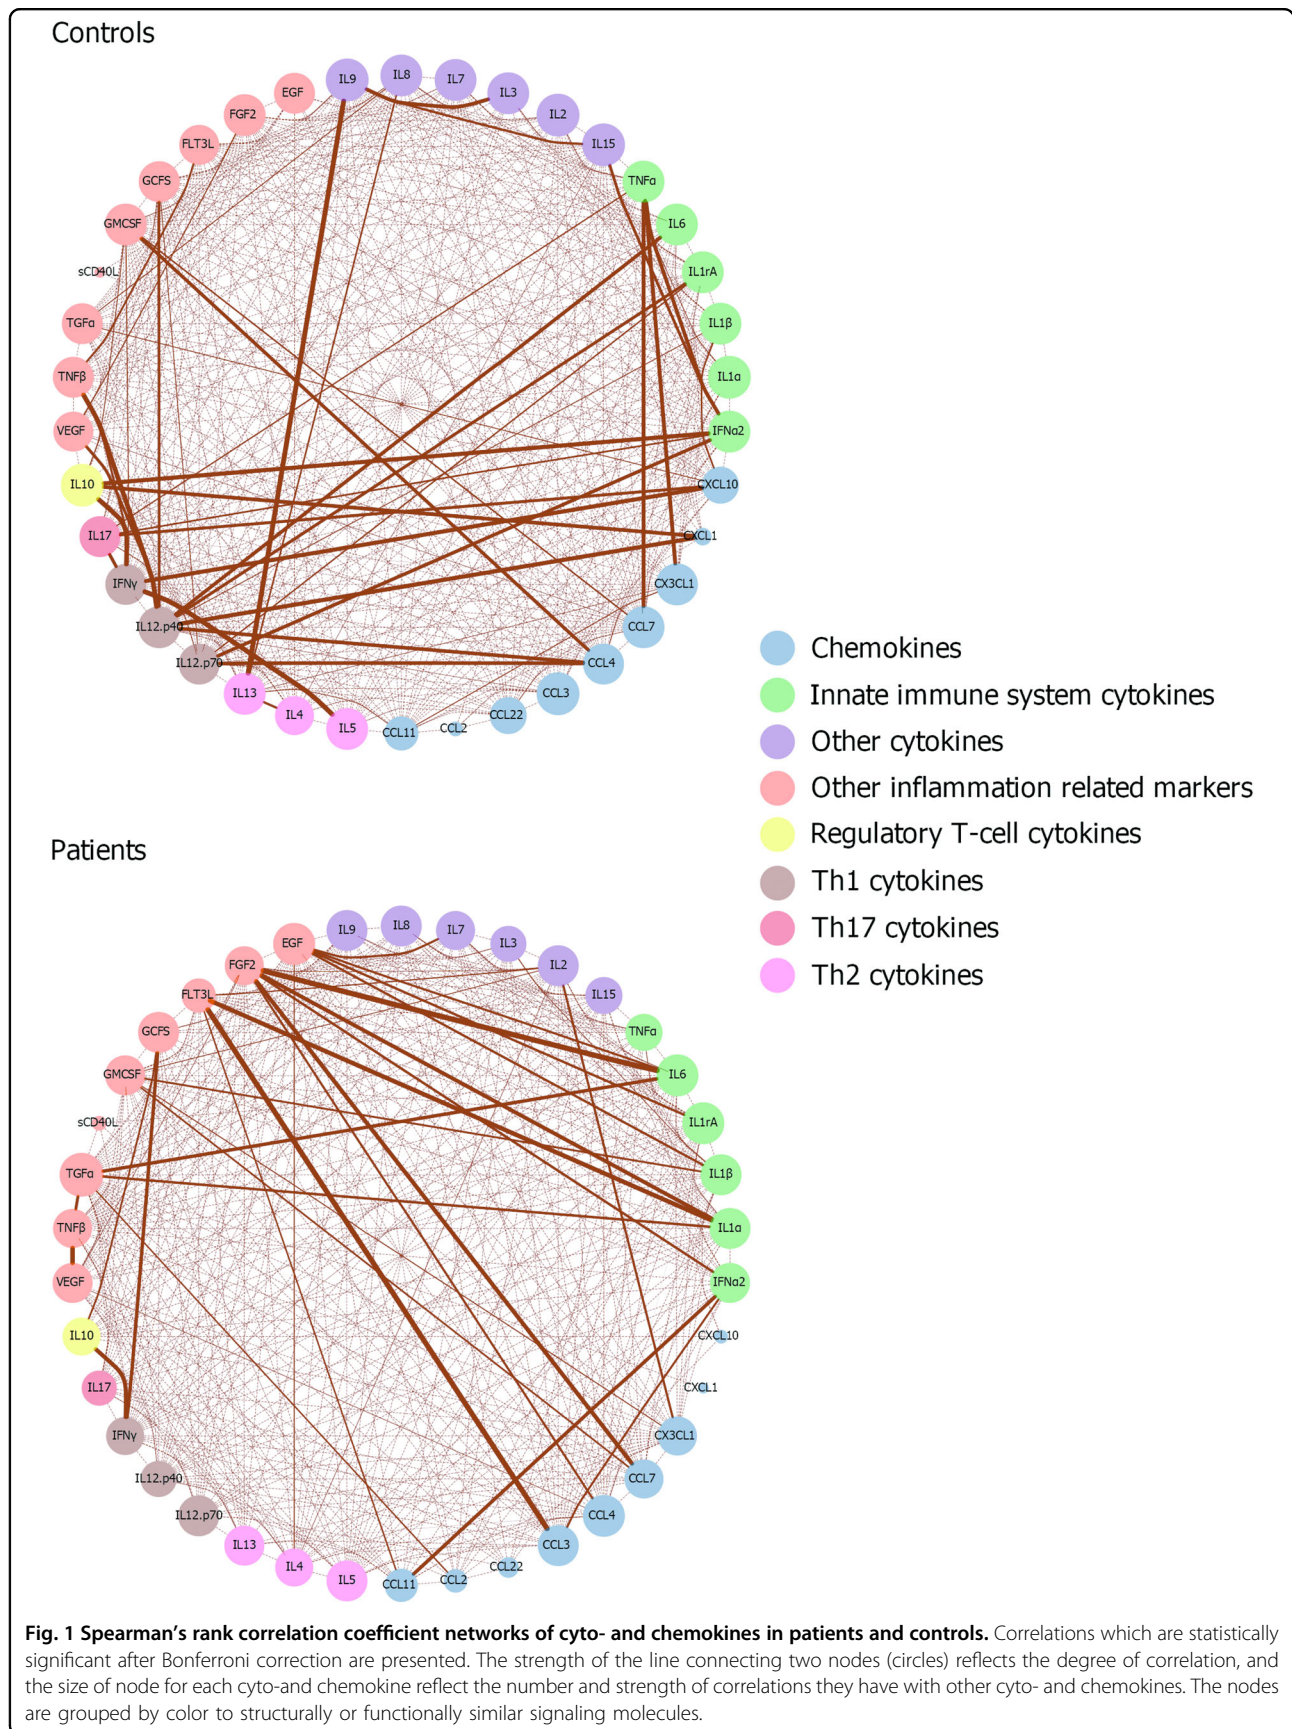 Controls
IL9
IL8
IL7
IL3
IL2
IL15
TNFα
IL6
IL1rA
IL1β
IL1α
IFNα2
CXCL10
CXCL1
CX3CL1
CCL7
CCL4
CCL3
CCL22
CCL2
CCL11
IL5
IL4
IL13
IL12.p70
IL12.p40
IFNγ
IL17
IL10
VEGF
TNFβ
TGFα
sCD40L
GMCSF
GCFS
FLT3L
FGF2
EGF
Chemokines
Innate immune system cytokines
Other cytokines
Other inflammation related markers
Regulatory T-cell cytokines
Th1 cytokines
Th17 cytokines
Th2 cytokines
Patients
IL9
IL8
IL7
IL3
IL2
IL15
TNFα
IL6
IL1rA
IL1β
IL1α
IFNα2
CXCL10
CXCL1
CX3CL1
CCL7
CCL4
CCL3
CCL22
CCL2
CCL11
IL5
IL4
IL13
IL12.p70
IL12.p40
IFNγ
IL17
IL10
VEGF
TNFβ
TGFα
sCD40L
GMCSF
GCFS
FLT3L
FGF2
EGF
Fig. 1 Spearman's rank correlation coefficient networks of cyto- and chemokines in patients and controls. Correlations which are statistically
significant after Bonferroni correction are presented. The strength of the line connecting two nodes (circles) reflects the degree of correlation, and
the size of node for each cyto-and chemokine reflect the number and strength of correlations they have with other cyto- and chemokines. The nodes
are grouped by color to structurally or functionally similar signaling molecules.